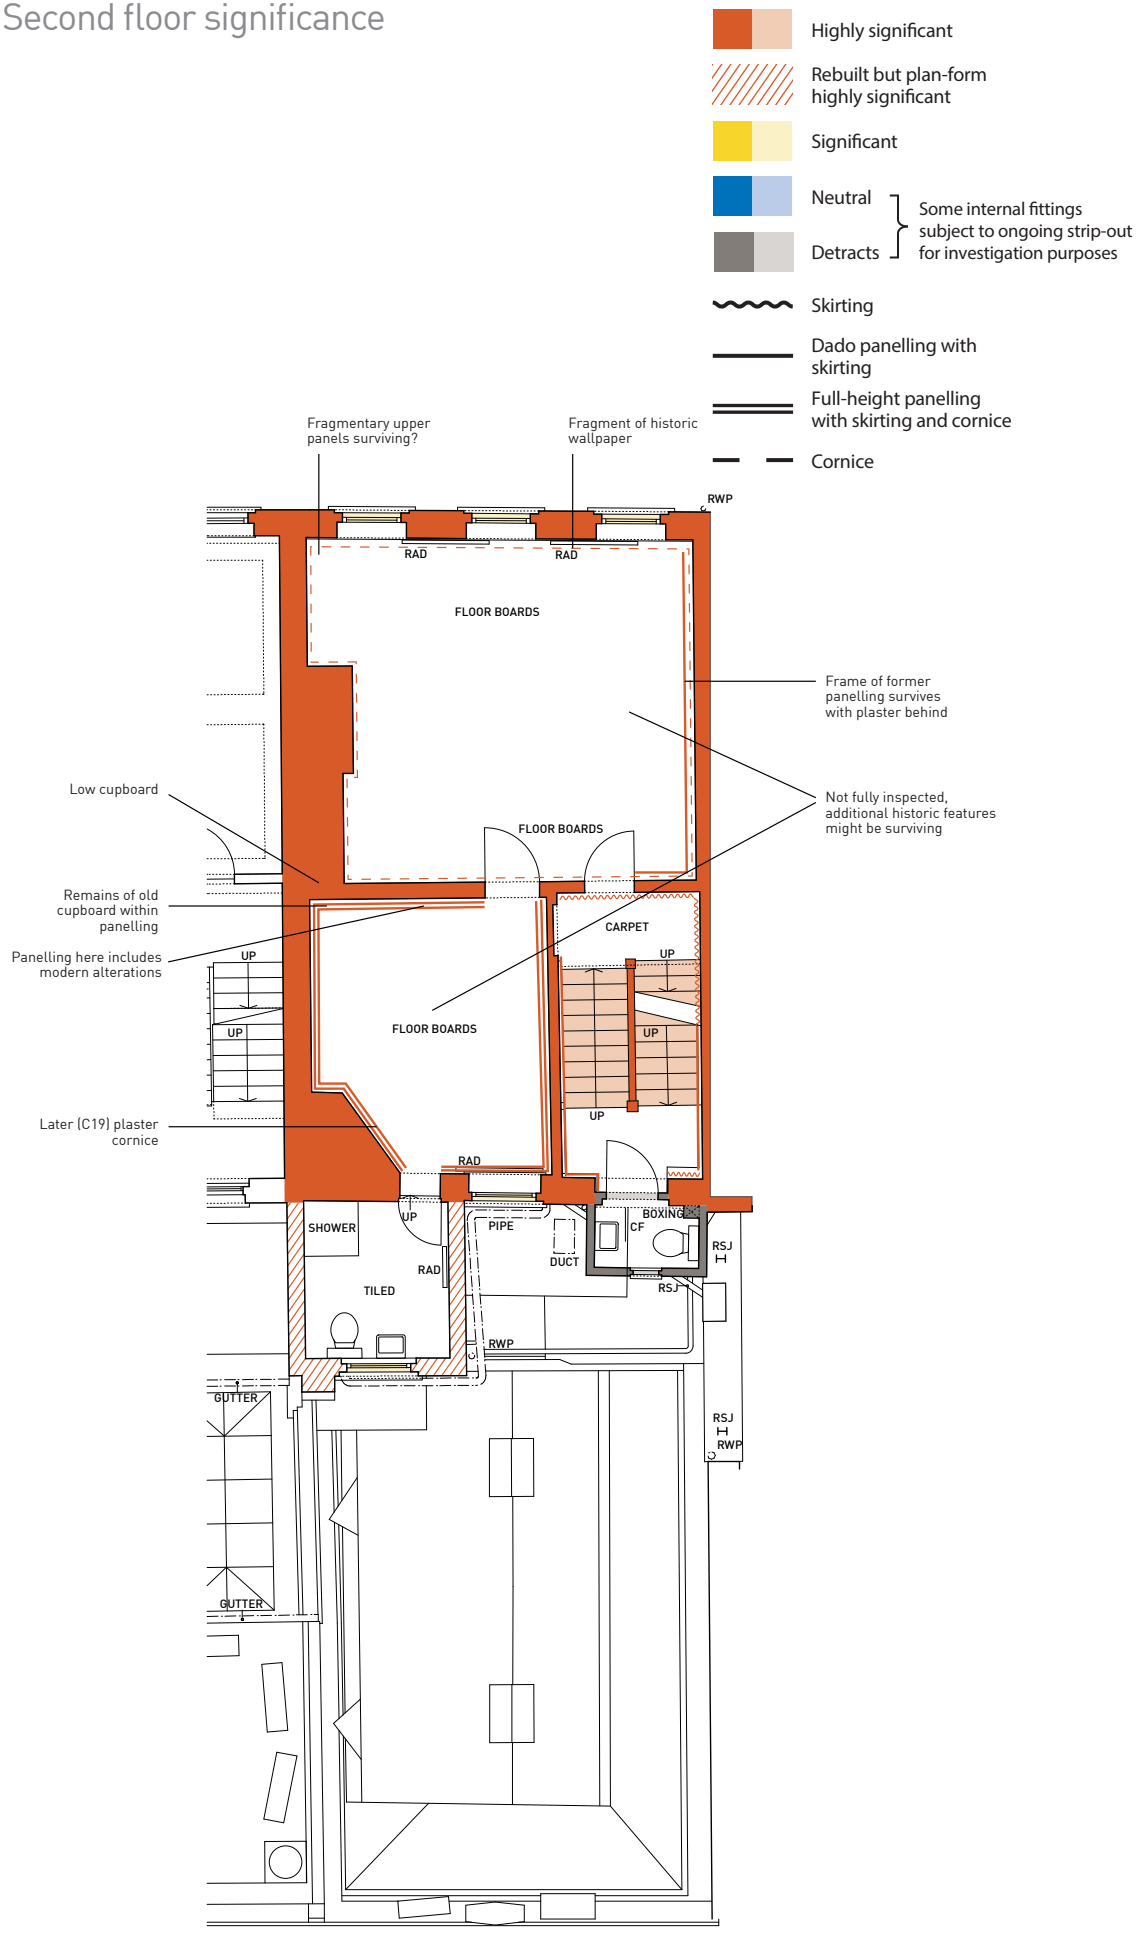 Second floor significance
Highly significant
Rebuilt but plan-form
highly significant
Significant
Neutral
Detracts
Some internal fittings
subject to ongoing strip-out
for investigation purposes
Skirting
Dado panelling with
skirting
Full-height panelling
with skirting and cornice
Cornice
Fragmentary upper
panels surviving?
Fragment of historic
wallpaper
RWP
RAD
RAD
FLOOR BOARDS
Frame of former
panelling survives
with plaster behind
Low cupboard
Not fully inspected,
additional historic features
might be surviving
FLOOR BOARDS
Remains of old
cupboard within
panelling
CARPET
Panelling here includes
modern alterations
UP
UP
UP
FLOOR BOARDS
UP
UP
Later (C19) plaster
cornice
RAD
UP
SHOWER
PIPE
BOXING
CF
DUCT
RSJ
RAD
TILED
RSJ
RWP
GUTTER
RSJ
RWP
GUTTER